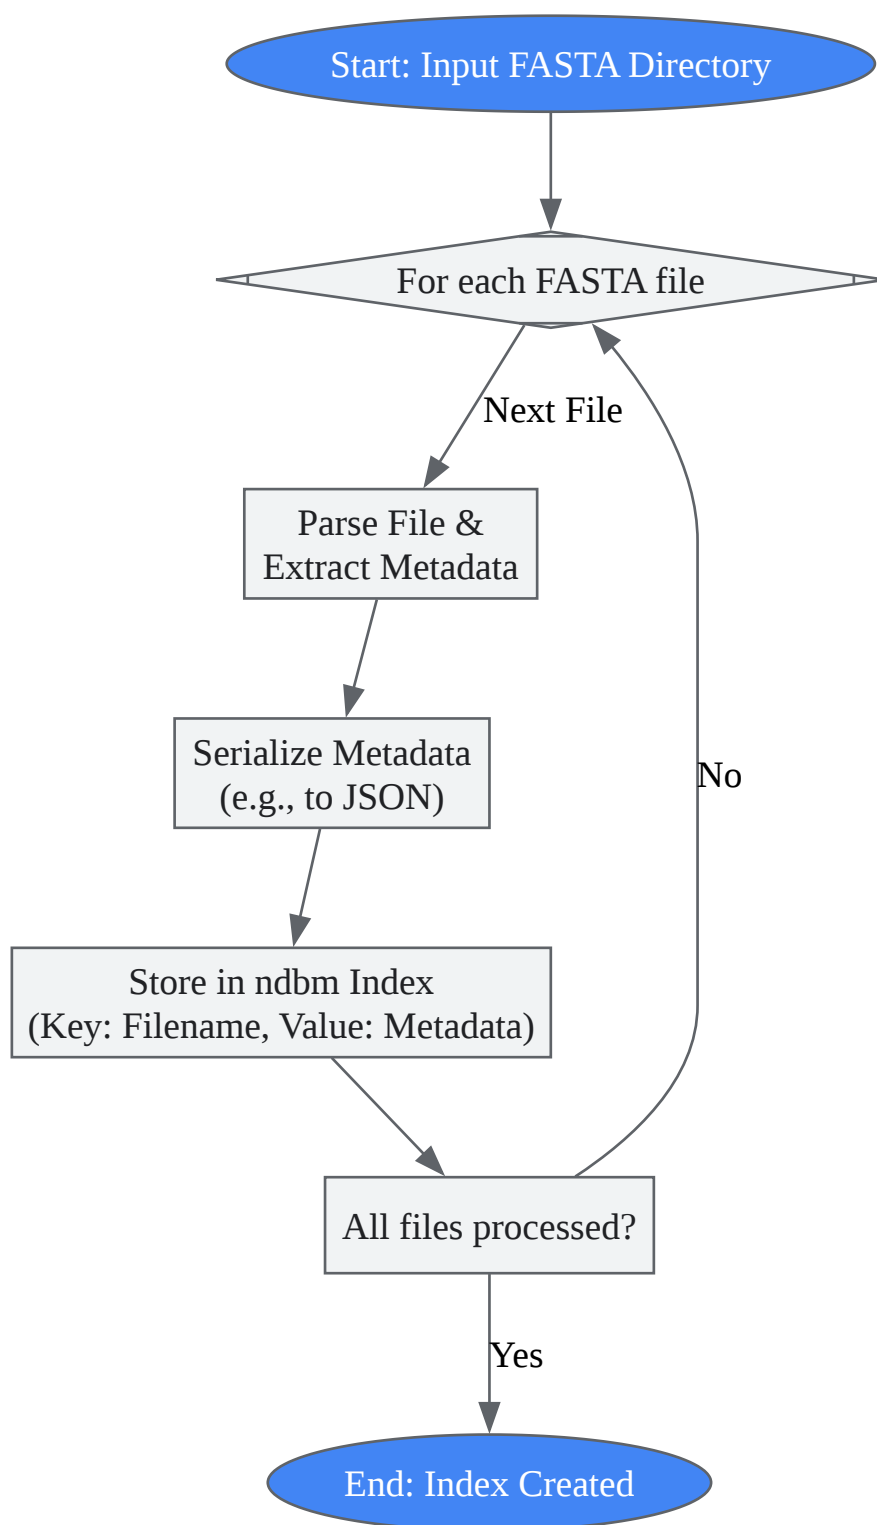 Start: Input FASTA Directory
For each FASTA file
Next File
Parse File &
Extract Metadata
Serialize Metadata
(e.g., to JSON)
No
Store in ndbm Index
(Key: Filename, Value: Metadata)
All files processed?
Yes
End: Index Created